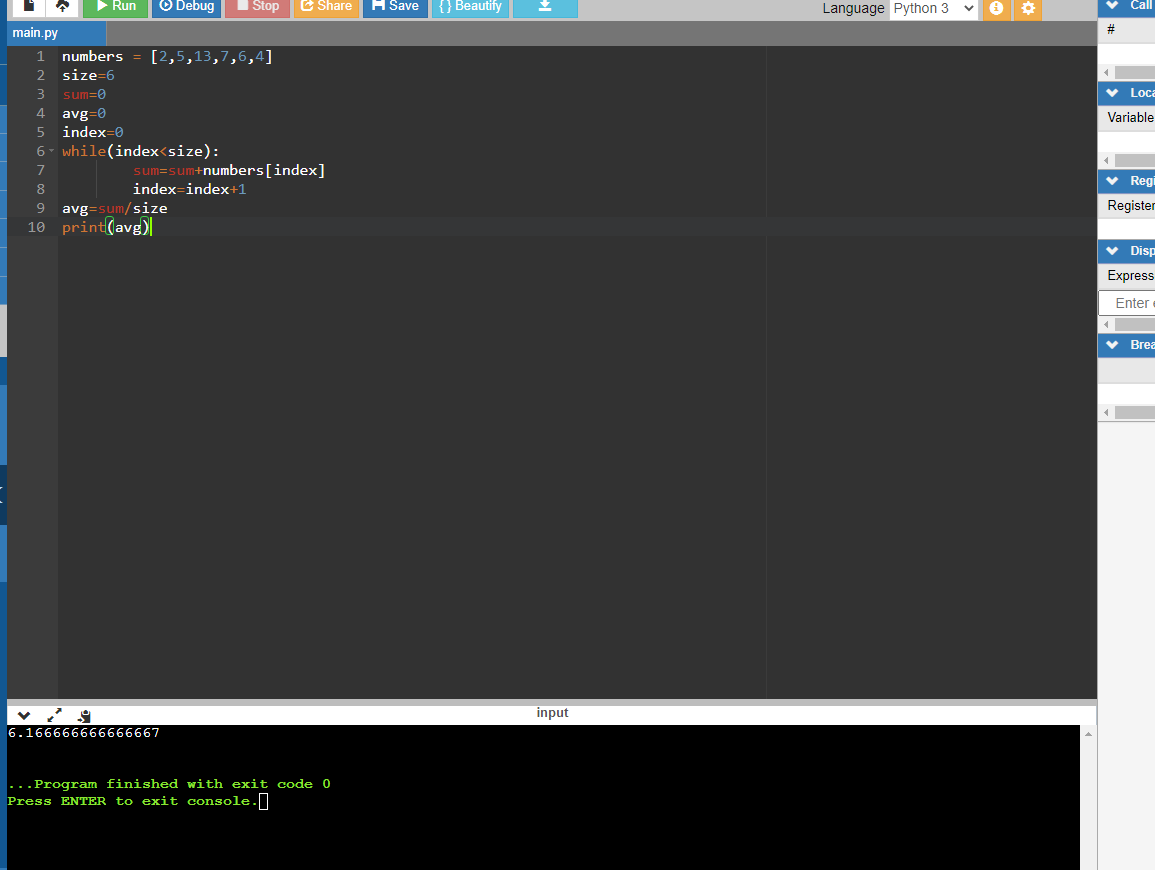 Run Debug Stop Share Save { } Beautify Language Python 3 Call
main.py #
1 numbers = [2,5,13,7,6,4]
2 size=6
3 sum=0
4 avg=0
5 index=0
6 while(index<size):
7 sum=sum+numbers[index]
8 index=index+1
9 avg=sum/size
10 print(avg)
Loca
Variable
Regi
Register
Disp
Express
Enter e
Brea
input
6.166666666666667
...Program finished with exit code 0
Press ENTER to exit console.